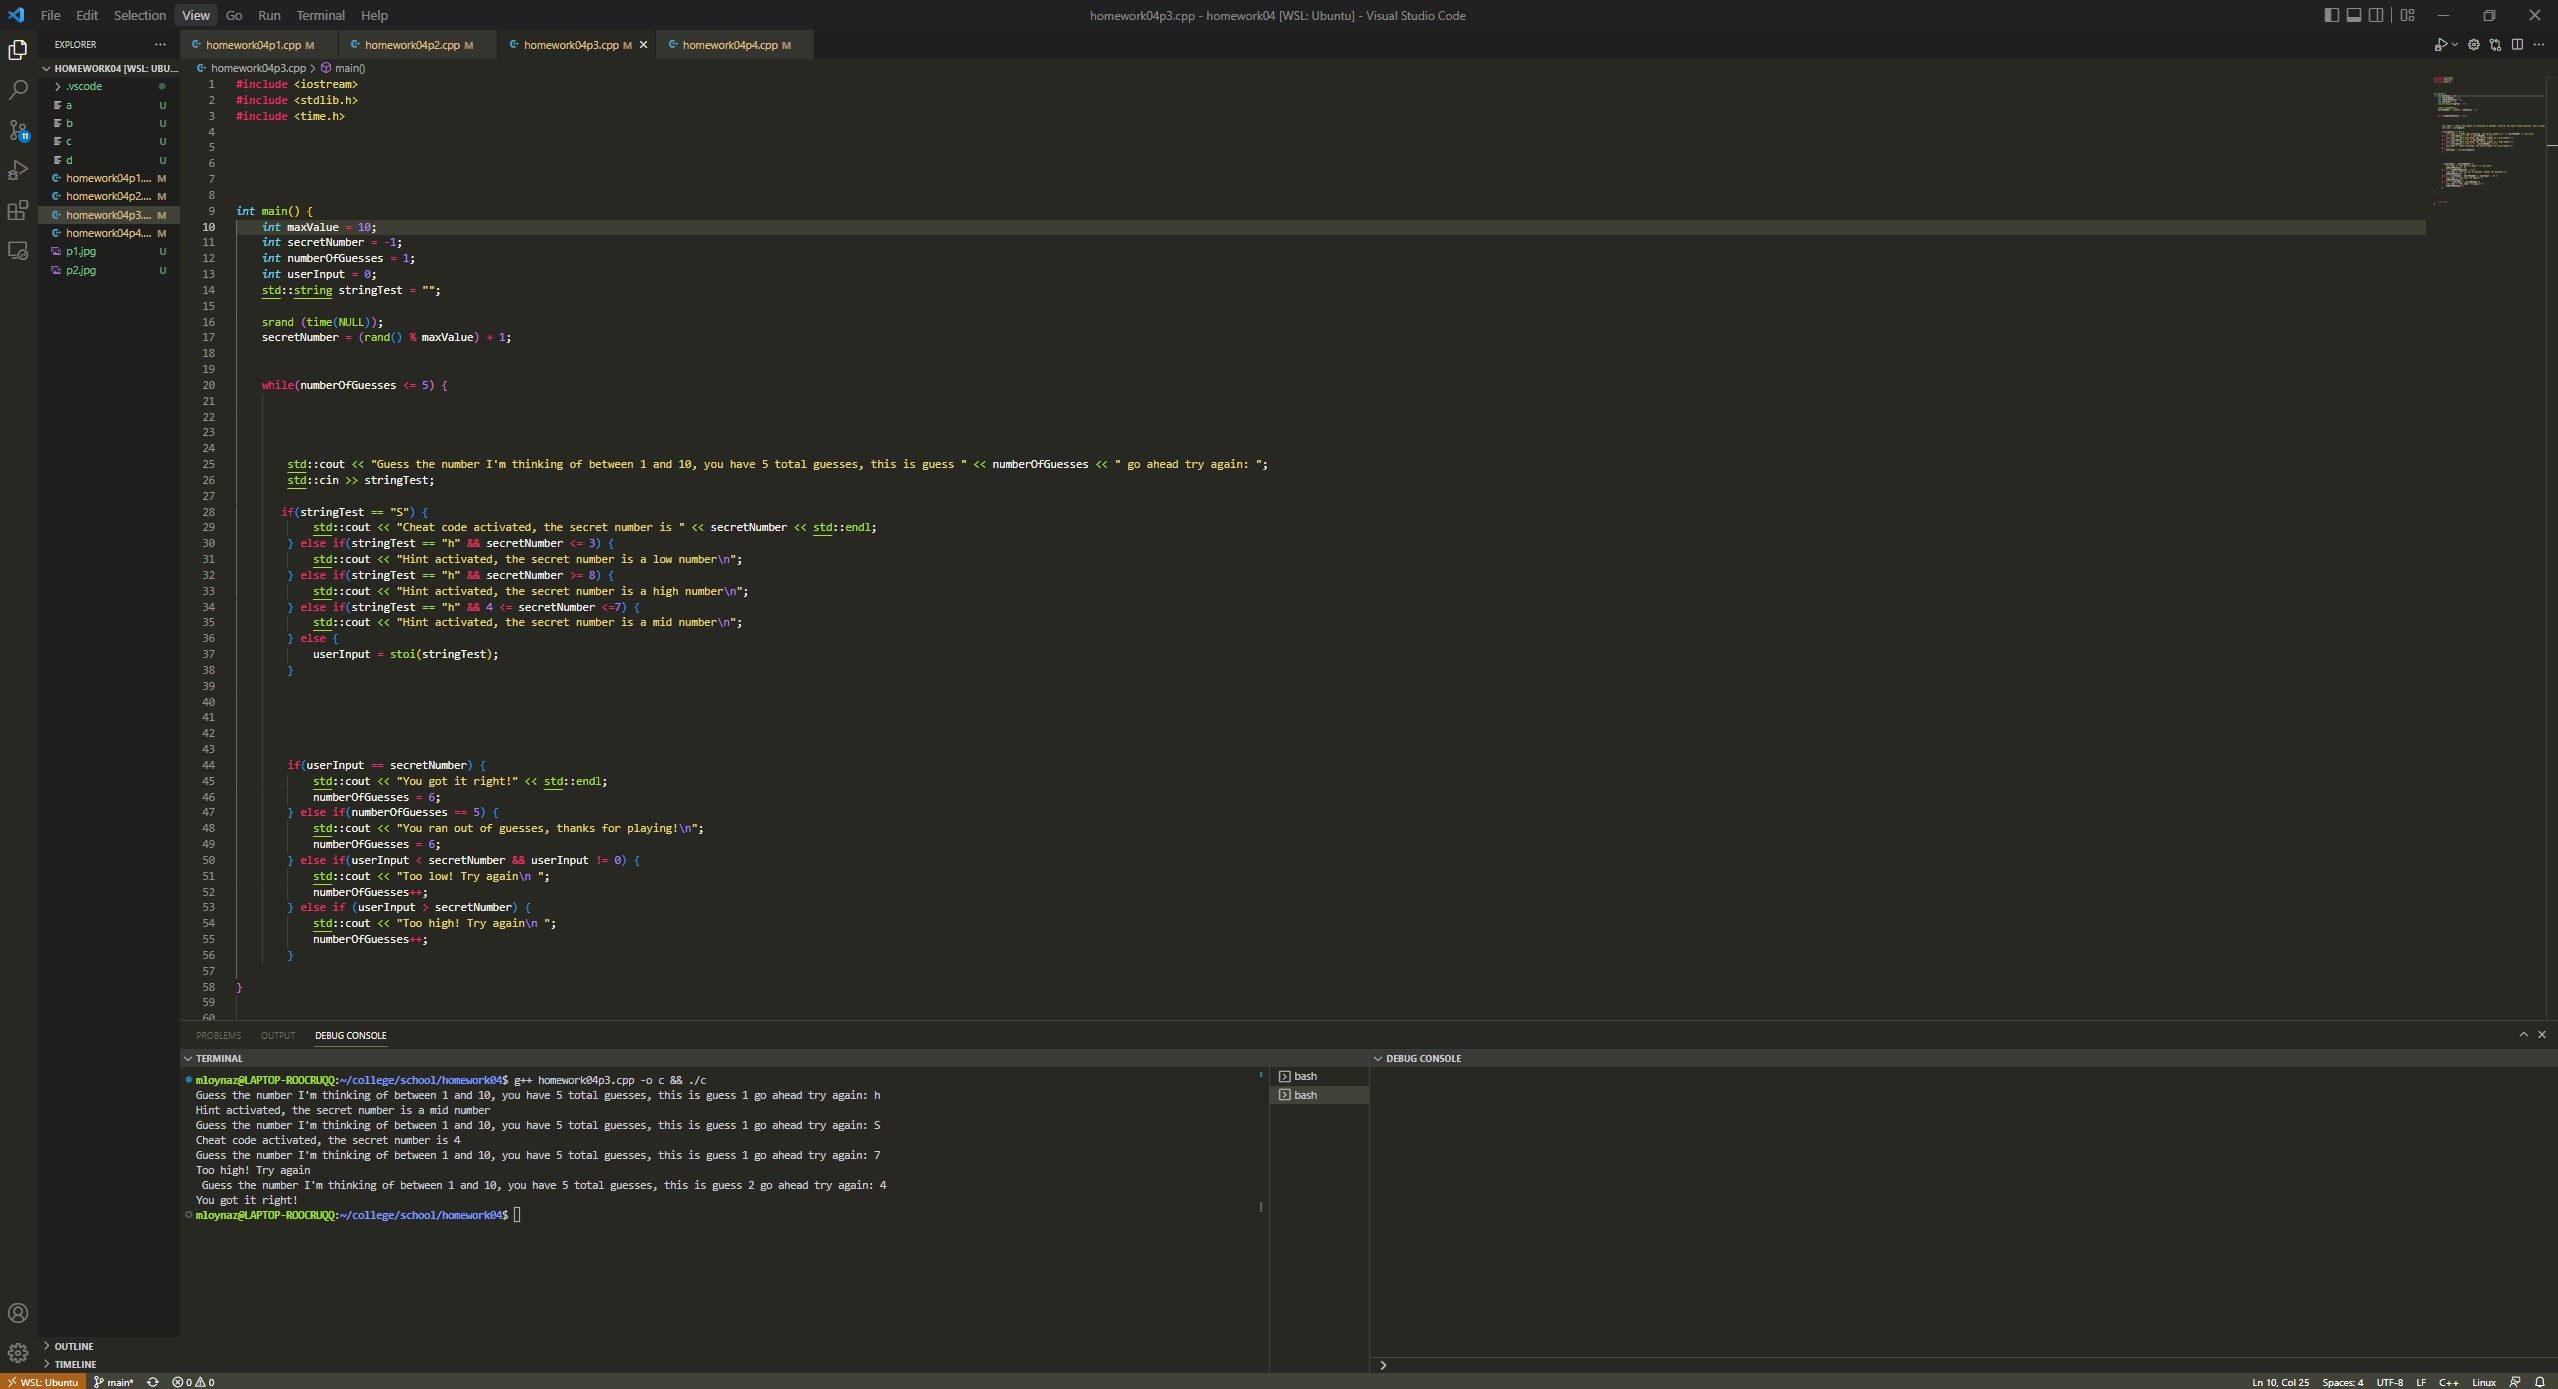 File Edit Selection View Go Run Terminal Help
homework04p3.cpp - homework04 [WSL: Ubuntu] - Visual Studio Code
EXPLORER ...
HOMEWORK04 [WSL: UBU...
.vscode
a U
b U
c U
d U
homework04p1.... M
homework04p2.... M
homework04p3.... M
homework04p4.... M
p1.jpg U
p2.jpg U
11
OUTLINE
TIMELINE
homework04p1.cpp M
homework04p2.cpp M
homework04p3.cpp M
homework04p4.cpp M
homework04p3.cpp > main()
1 #include <iostream>
2 #include <stdlib.h>
3 #include <time.h>
4
5
6
7
8
9 int main() {
10 int maxValue = 10;
11 int secretNumber = -1;
12 int numberOfGuesses = 1;
13 int userInput = 0;
14 std::string stringTest = "";
15
16 srand (time(NULL));
17 secretNumber = (rand() % maxValue) + 1;
18
19
20 while(numberOfGuesses <= 5) {
21
22
23
24
25 std::cout << "Guess the number I'm thinking of between 1 and 10, you have 5 total guesses, this is guess " << numberOfGuesses << " go ahead try again: ";
26 std::cin >> stringTest;
27
28 if(stringTest == "S") {
29 std::cout << "Cheat code activated, the secret number is " << secretNumber << std::endl;
30 } else if(stringTest == "h" && secretNumber <= 3) {
31 std::cout << "Hint activated, the secret number is a low number\n";
32 } else if(stringTest == "h" && secretNumber >= 8) {
33 std::cout << "Hint activated, the secret number is a high number\n";
34 } else if(stringTest == "h" && 4 <= secretNumber <=7) {
35 std::cout << "Hint activated, the secret number is a mid number\n";
36 } else {
37 userInput = stoi(stringTest);
38 }
39
40
41
42
43
44 if(userInput == secretNumber) {
45 std::cout << "You got it right!" << std::endl;
46 numberOfGuesses = 6;
47 } else if(numberOfGuesses == 5) {
48 std::cout << "You ran out of guesses, thanks for playing!\n";
49 numberOfGuesses = 6;
50 } else if(userInput < secretNumber && userInput != 0) {
51 std::cout << "Too low! Try again\n ";
52 numberOfGuesses++;
53 } else if (userInput > secretNumber) {
54 std::cout << "Too high! Try again\n ";
55 numberOfGuesses++;
56 }
57
58 }
59
60
PROBLEMS OUTPUT DEBUG CONSOLE
TERMINAL
mloynaz@LAPTOP-ROOCRUQQ:~/college/school/homework04$ g++ homework04p3.cpp -o c && ./c
Guess the number I'm thinking of between 1 and 10, you have 5 total guesses, this is guess 1 go ahead try again: h
Hint activated, the secret number is a mid number
Guess the number I'm thinking of between 1 and 10, you have 5 total guesses, this is guess 1 go ahead try again: S
Cheat code activated, the secret number is 4
Guess the number I'm thinking of between 1 and 10, you have 5 total guesses, this is guess 1 go ahead try again: 7
Too high! Try again
Guess the number I'm thinking of between 1 and 10, you have 5 total guesses, this is guess 2 go ahead try again: 4
You got it right!
mloynaz@LAPTOP-ROOCRUQQ:~/college/school/homework04$
bash
bash
DEBUG CONSOLE
>
WSL: Ubuntu main* 0 0
Ln 10, Col 25 Spaces: 4 UTF-8 LF C++ Linux